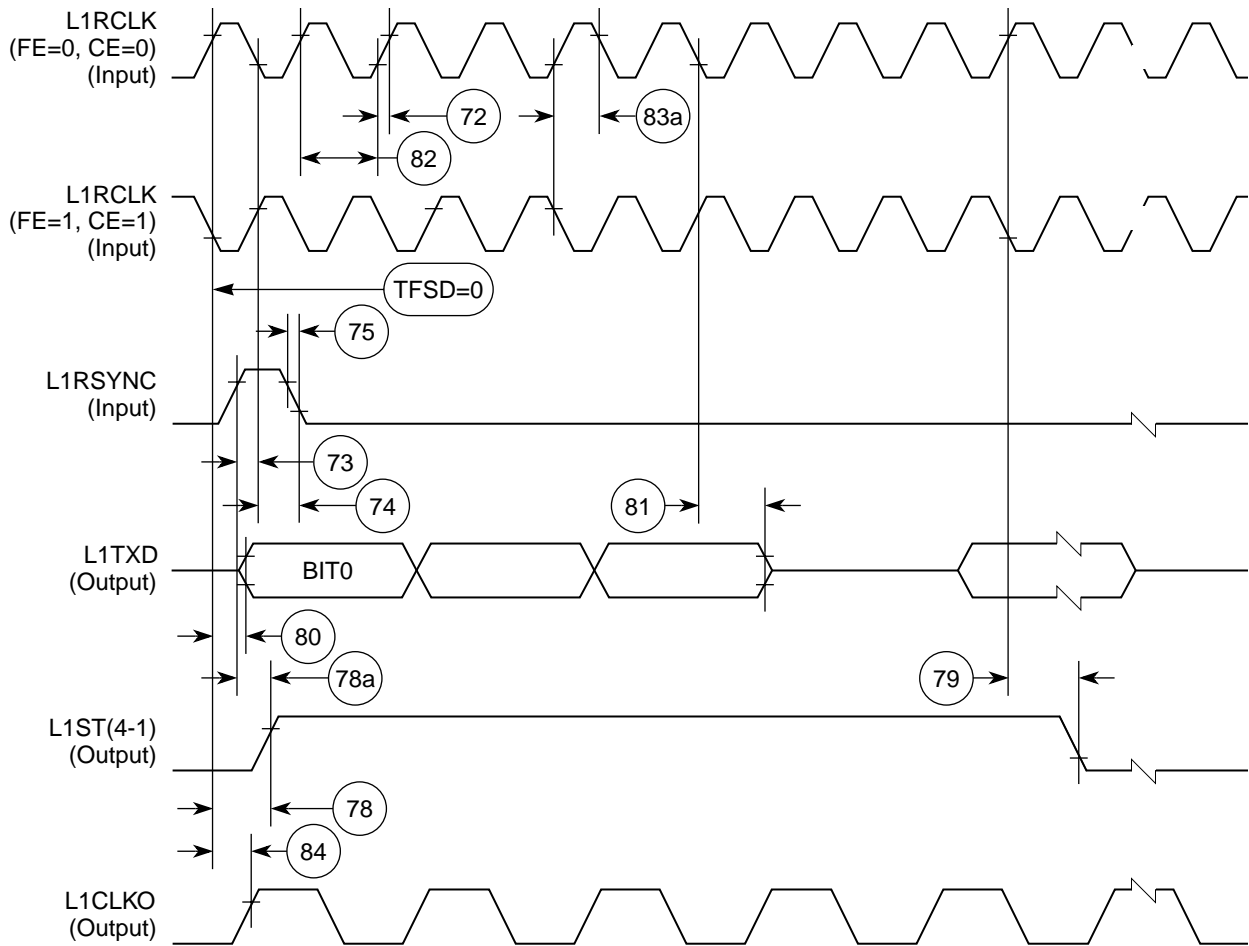 L1RCLK
(FE=0, CE=0)
(Input)
72
83a
82
L1RCLK
(FE=1, CE=1)
(Input)
TFSD=0
75
L1RSYNC
(Input)
73
74
81
L1TXD
(Output)
BIT0
80
78a
79
L1ST(4-1)
(Output)
78
84
L1CLKO
(Output)